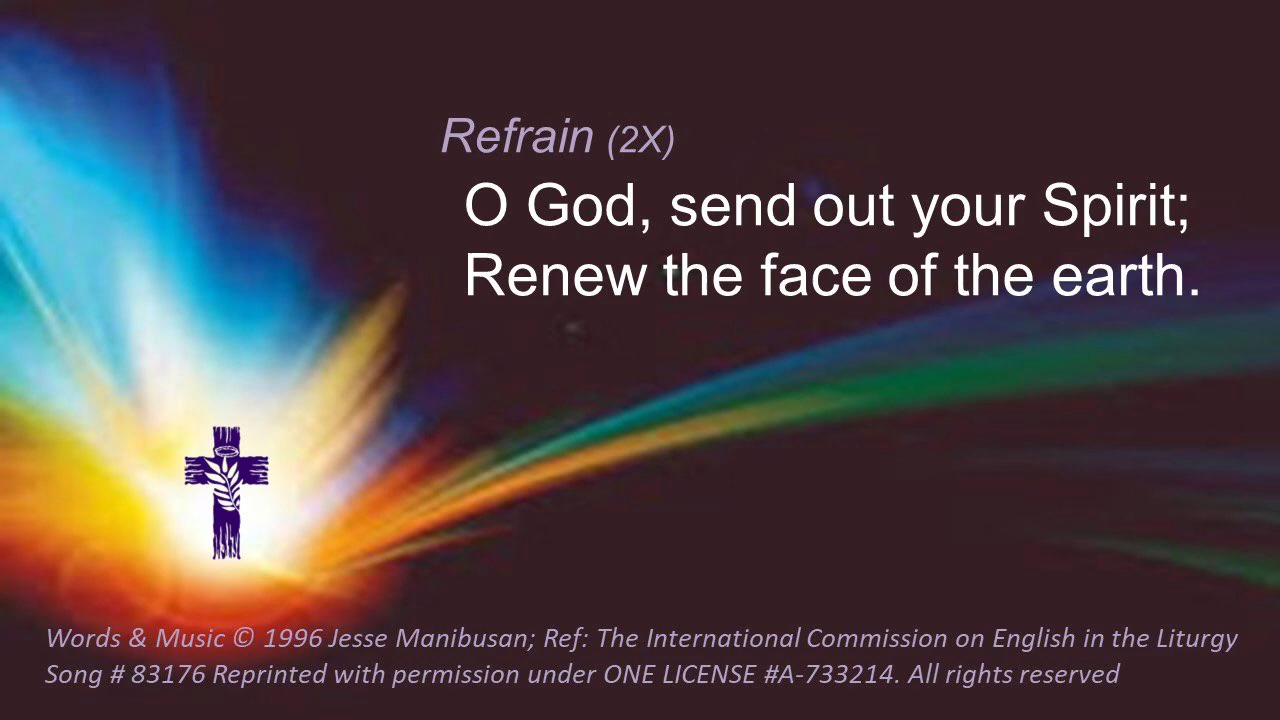 Refrain (2X)
O God, send out your Spirit;
Renew the face of the earth.
Words & Music © 1996 Jesse Manibusan; Ref: The International Commission on English in the Liturgy
Song # 83176 Reprinted with permission under ONE LICENSE #A-733214. All rights reserved